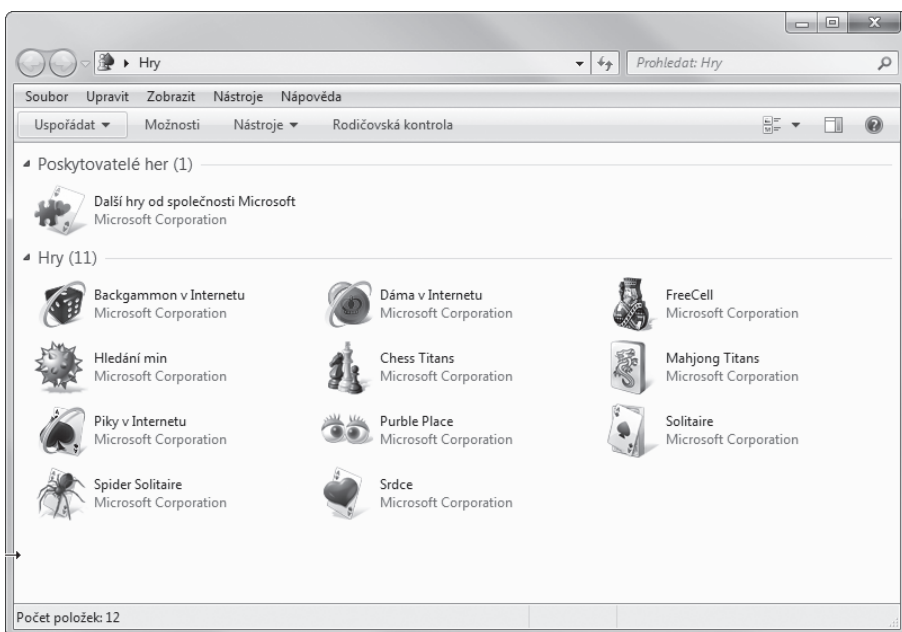 Hry
Prohledat: Hry
Soubor Upravit Zobrazit Nástroje Nápověda
Uspořádat Možnosti Nástroje Rodičovská kontrola
Poskytovatelé her (1)
Další hry od společnosti Microsoft
Microsoft Corporation
Hry (11)
Backgammon v Internetu
Microsoft Corporation
Dáma v Internetu
Microsoft Corporation
FreeCell
Microsoft Corporation
Hledání min
Microsoft Corporation
Chess Titans
Microsoft Corporation
Mahjong Titans
Microsoft Corporation
Piky v Internetu
Microsoft Corporation
Purble Place
Microsoft Corporation
Solitaire
Microsoft Corporation
Spider Solitaire
Microsoft Corporation
Srdce
Microsoft Corporation
Počet položek: 12